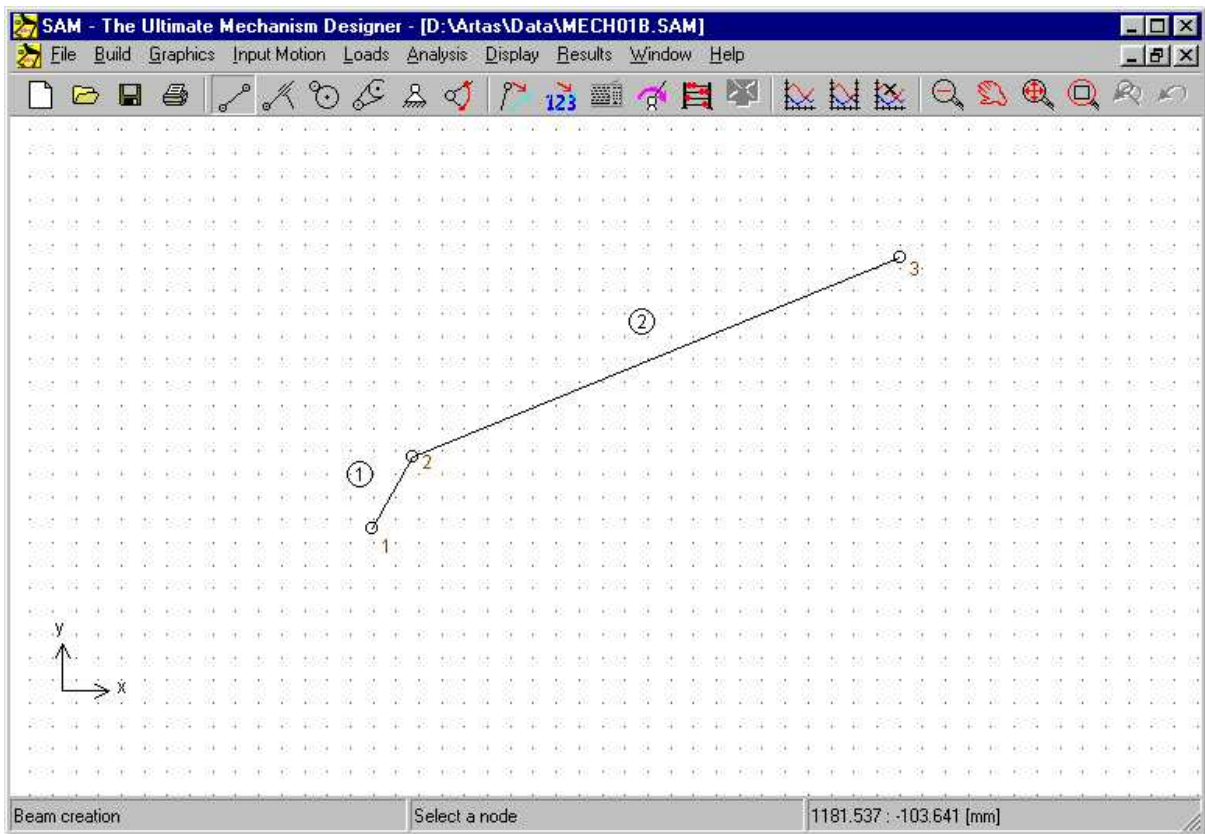 SAM - The Ultimate Mechanism Designer - [D:\Artas\Data\MECH01B.SAM]
File Build Graphics Input Motion Loads Analysis Display Results Window Help
123
3
2
2
1
1
y
x
Beam creation Select a node 1181.537 : -103.641 [mm]